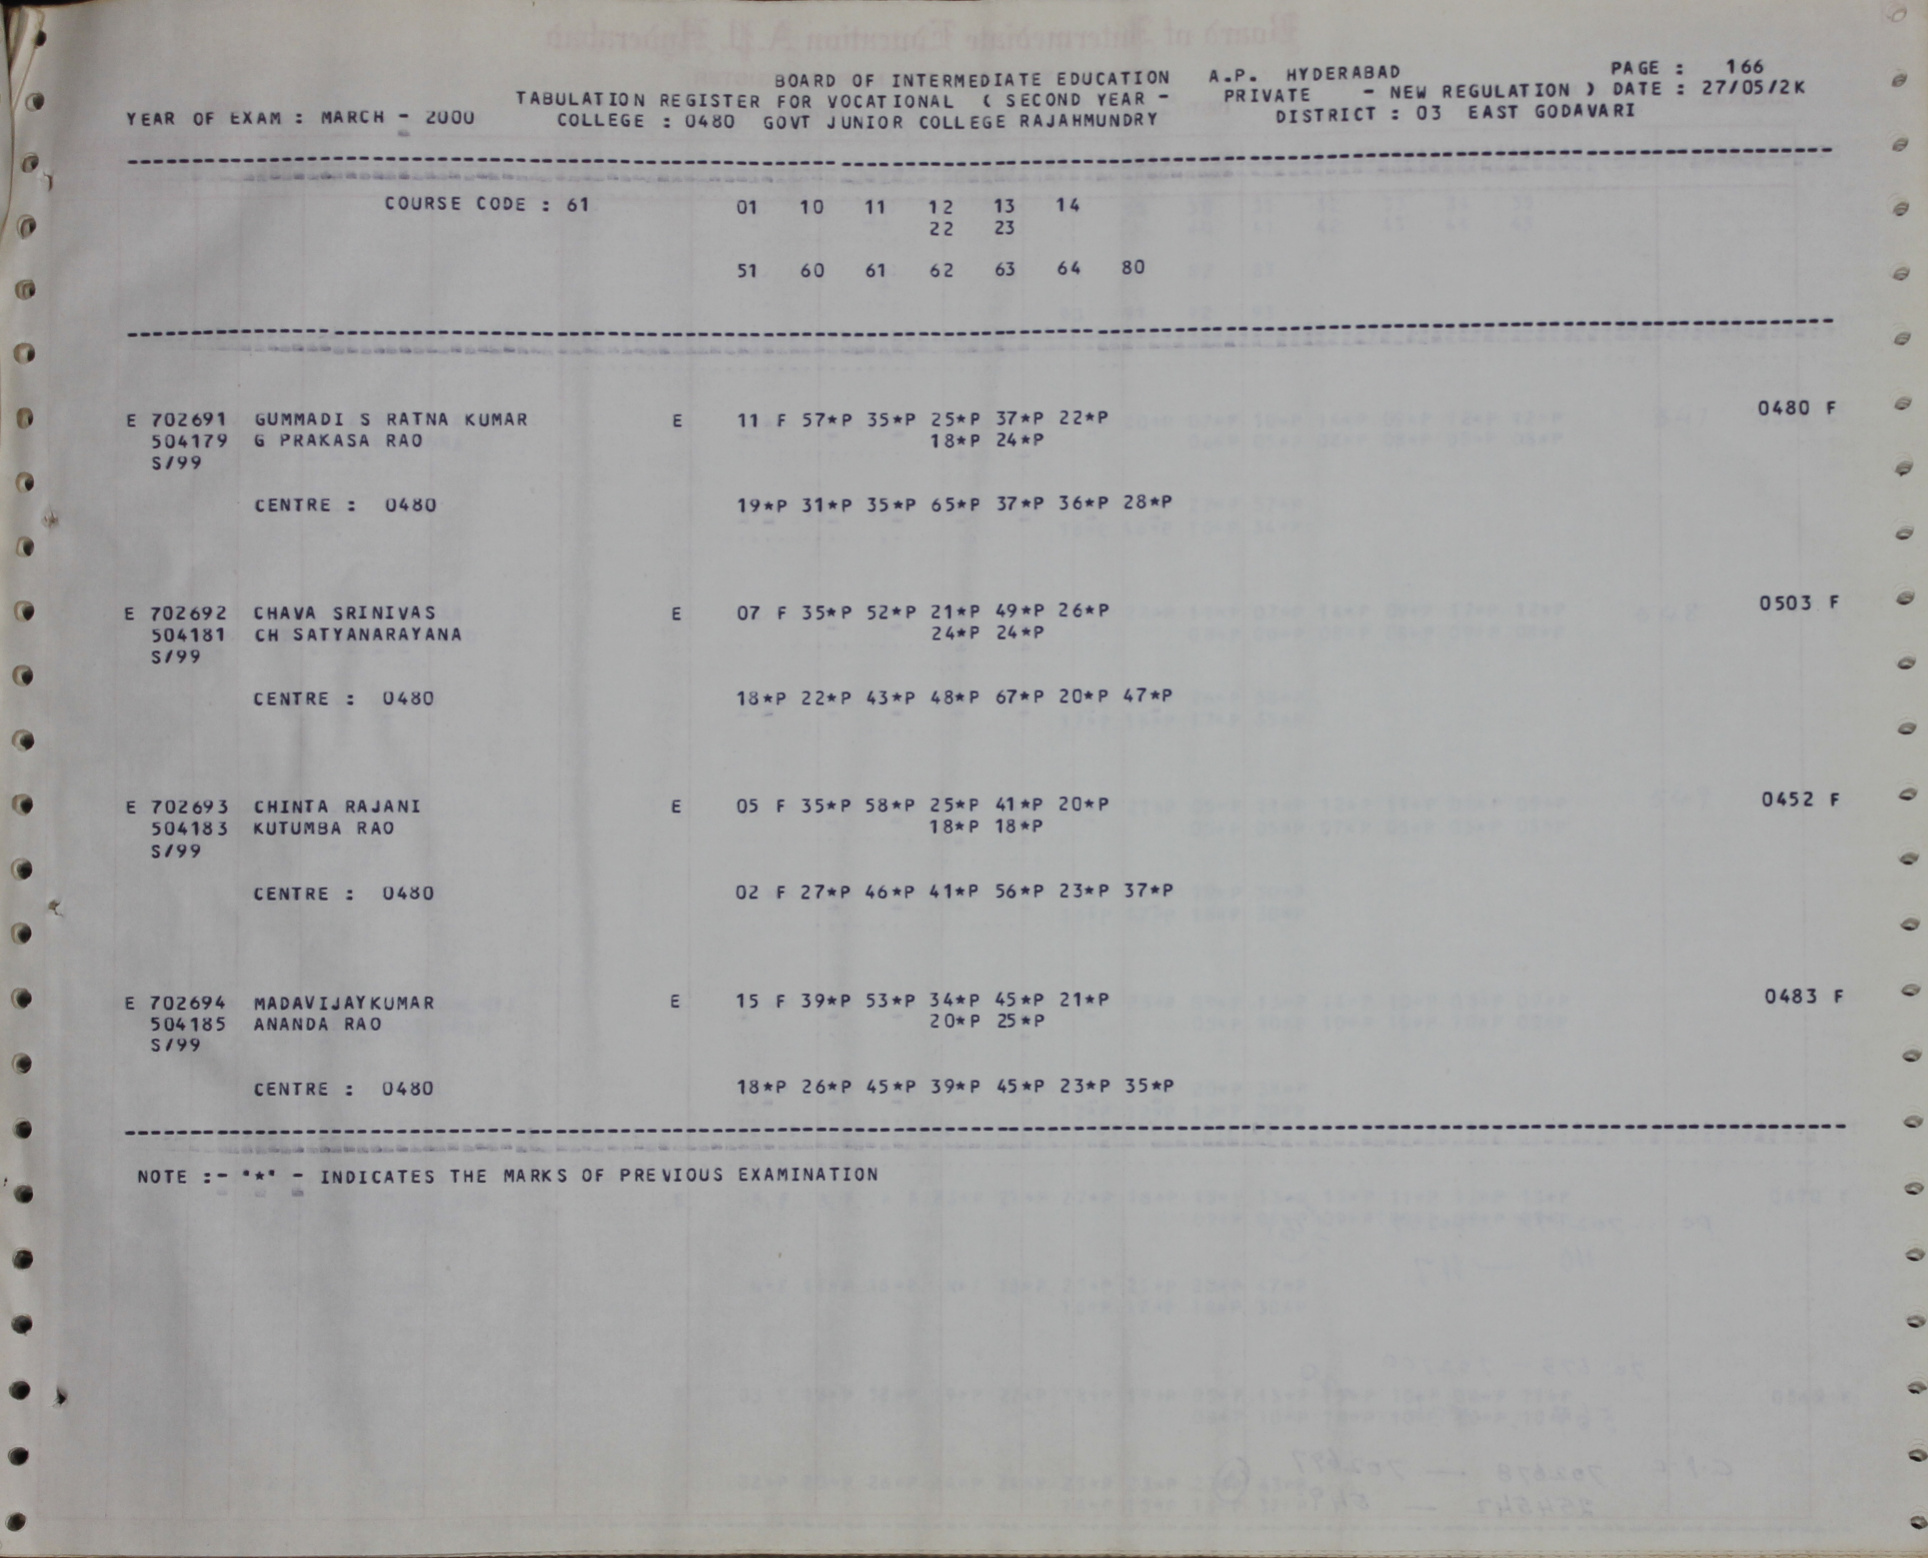 BOARD OF INTERMEDIATE EDUCATION A.P. HYDERABAD PAGE : 166
TABULATION REGISTER FOR VOCATIONAL ( SECOND YEAR - PRIVATE - NEW REGULATION ) DATE : 27/05/2K
YEAR OF EXAM : MARCH - 2000 COLLEGE : 0480 GOVT JUNIOR COLLEGE RAJAHMUNDRY DISTRICT : 03 EAST GODAVARI
COURSE CODE : 61 01 10 11 12 13 14
22 23
51 60 61 62 63 64 80
E 702691 GUMMADI S RATNA KUMAR E 11 F 57*P 35*P 25*P 37*P 22*P 0480 F
504179 G PRAKASA RAO 18*P 24*P
S/99
CENTRE : 0480 19*P 31*P 35*P 65*P 37*P 36*P 28*P
E 702692 CHAVA SRINIVAS E 07 F 35*P 52*P 21*P 49*P 26*P 0503 F
504181 CH SATYANARAYANA 24*P 24*P
S/99
CENTRE : 0480 18*P 22*P 43*P 48*P 67*P 20*P 47*P
E 702693 CHINTA RAJANI E 05 F 35*P 58*P 25*P 41*P 20*P 0452 F
504183 KUTUMBA RAO 18*P 18*P
S/99
CENTRE : 0480 02 F 27*P 46*P 41*P 56*P 23*P 37*P
E 702694 MADAVIJAYKUMAR E 15 F 39*P 53*P 34*P 45*P 21*P 0483 F
504185 ANANDA RAO 20*P 25*P
S/99
CENTRE : 0480 18*P 26*P 45*P 39*P 45*P 23*P 35*P
NOTE :- "*" - INDICATES THE MARKS OF PREVIOUS EXAMINATION